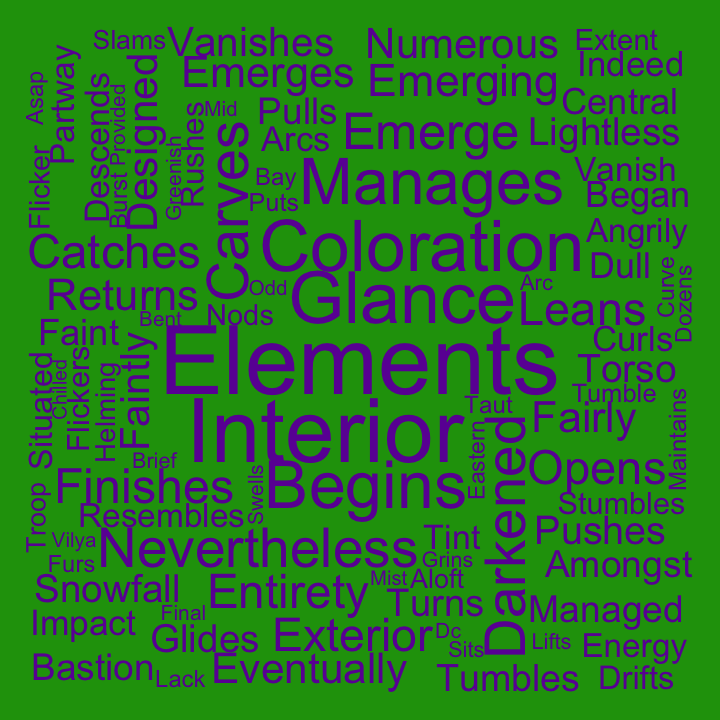 Slams
Vanishes
Numerous
Extent
Indeed
Emerges
Emerging
Central
Asap
Partway
Descends
Burst
Provided
Designed
Greenish
Rushes
Mid
Pulls
Arcs
Emerge
Lightless
Flicker
Carves
Bay
Puts
Manages
Vanish
Began
Catches
Coloration
Angrily
Dull
Returns
Odd
Glance
Arc
Leans
Curve
Dozens
Bent
Nods
Faint
Elements
Curls
Torso
Situated
Chilled
Flickers
Helming
Faintly
Interior
Taut
Tumble
Fairly
Maintains
Eastern
Darkened
Brief
Finishes
Begins
Opens
Swells
Troop
Resembles
Stumbles
Vilya
Nevertheless
Tint
Pushes
Furs
Grins
Amongst
Snowfall
Entirety
Mist
Aloft
Turns
Managed
Impact
Final
Glides
Exterior
Dc
Sits
Lifts
Energy
Bastion
Lack
Eventually
Tumbles
Drifts